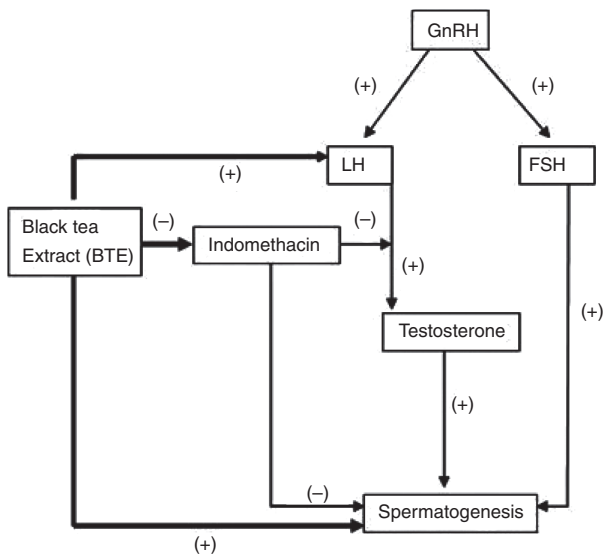 GnRH
(+)
(+)
LH
FSH
(+)
Black tea
Extract (BTE)
(−)
Indomethacin
(−)
(+)
Testosterone
(+)
(+)
(−)
Spermatogenesis
(+)